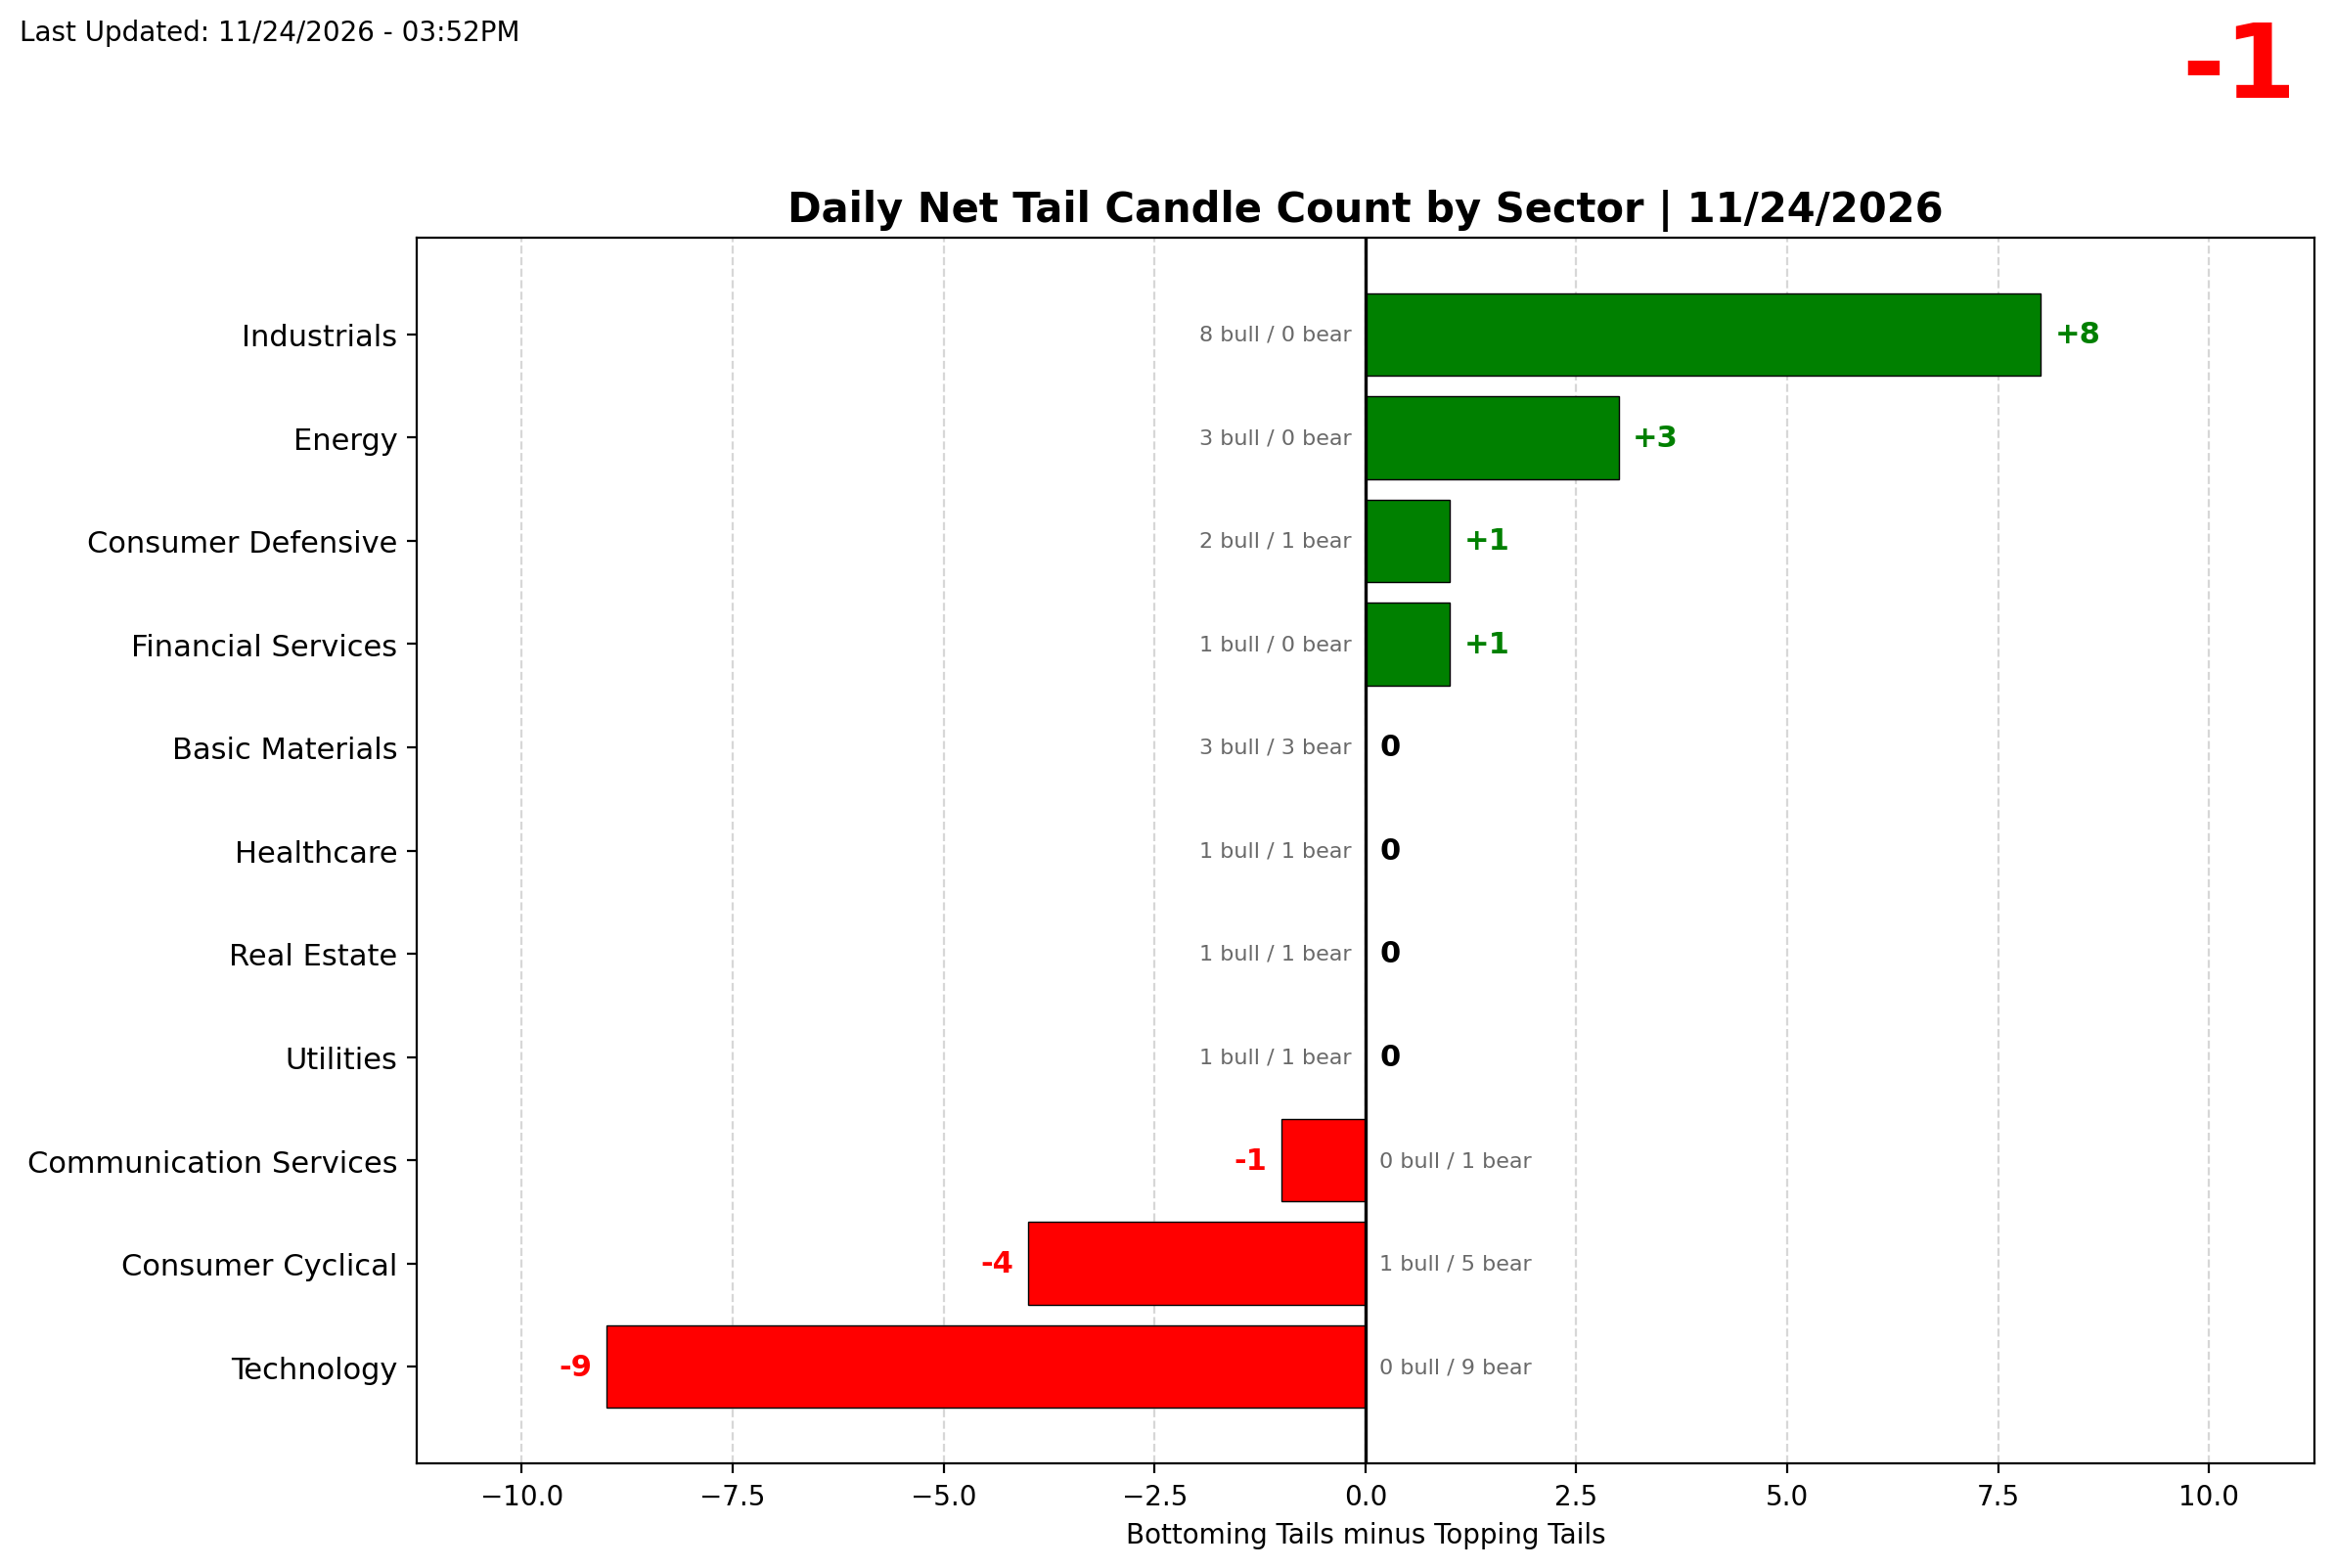 Last Updated: 11/24/2026 - 03:52PM
-1
Daily Net Tail Candle Count by Sector | 11/24/2026
Industrials 8 bull / 0 bear +8
Energy 3 bull / 0 bear +3
Consumer Defensive 2 bull / 1 bear +1
Financial Services 1 bull / 0 bear +1
Basic Materials 3 bull / 3 bear 0
Healthcare 1 bull / 1 bear 0
Real Estate 1 bull / 1 bear 0
Utilities 1 bull / 1 bear 0
Communication Services -1 0 bull / 1 bear
Consumer Cyclical -4 1 bull / 5 bear
Technology -9 0 bull / 9 bear
−10.0 −7.5 −5.0 −2.5 0.0 2.5 5.0 7.5 10.0
Bottoming Tails minus Topping Tails